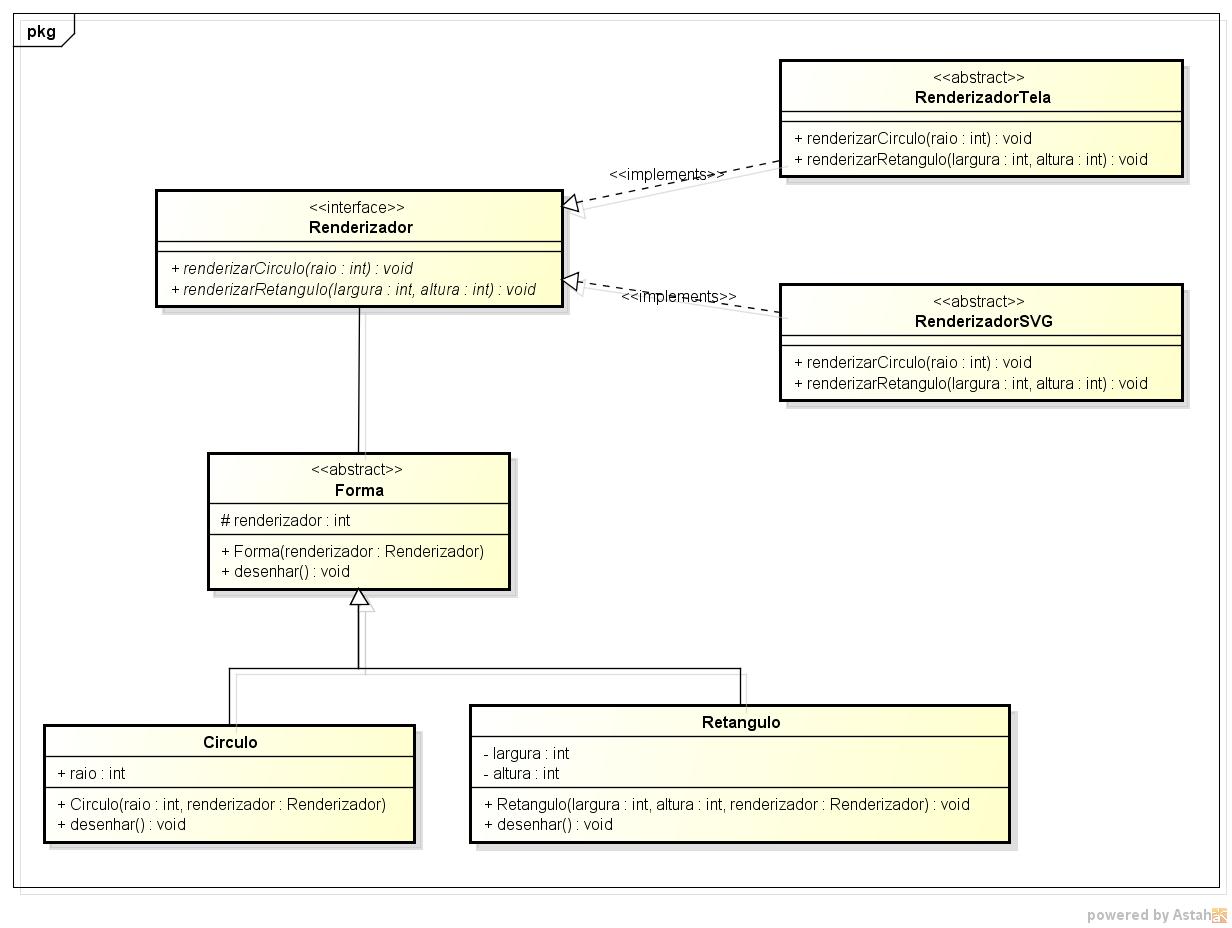 pkg
<<abstract>>
RenderizadorTela
+ renderizarCirculo(raio : int) : void
+ renderizarRetangulo(largura : int, altura : int) : void
<<implements>>
<<interface>>
Renderizador
+ renderizarCirculo(raio : int) : void
+ renderizarRetangulo(largura : int, altura : int) : void
<<implements>>
<<abstract>>
RenderizadorSVG
+ renderizarCirculo(raio : int) : void
+ renderizarRetangulo(largura : int, altura : int) : void
<<abstract>>
Forma
# renderizador : int
+ Forma(renderizador : Renderizador)
+ desenhar() : void
Circulo
+ raio : int
+ Circulo(raio : int, renderizador : Renderizador)
+ desenhar() : void
Retangulo
- largura : int
- altura : int
+ Retangulo(largura : int, altura : int, renderizador : Renderizador) : void
+ desenhar() : void
powered by Astah